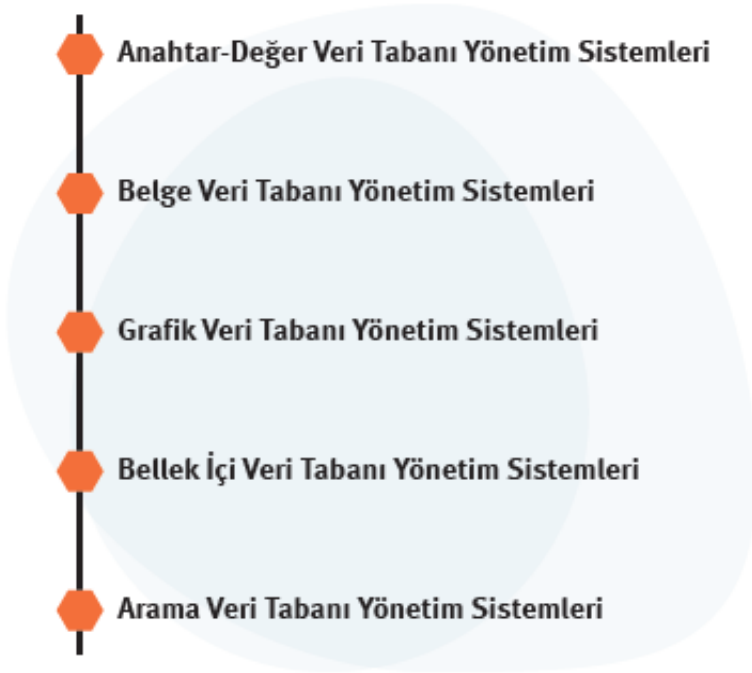 Anahtar-Değer Veri Tabanı Yönetim Sistemleri
Belge Veri Tabanı Yönetim Sistemleri
Grafik Veri Tabanı Yönetim Sistemleri
Bellek İçi Veri Tabanı Yönetim Sistemleri
Arama Veri Tabanı Yönetim Sistemleri